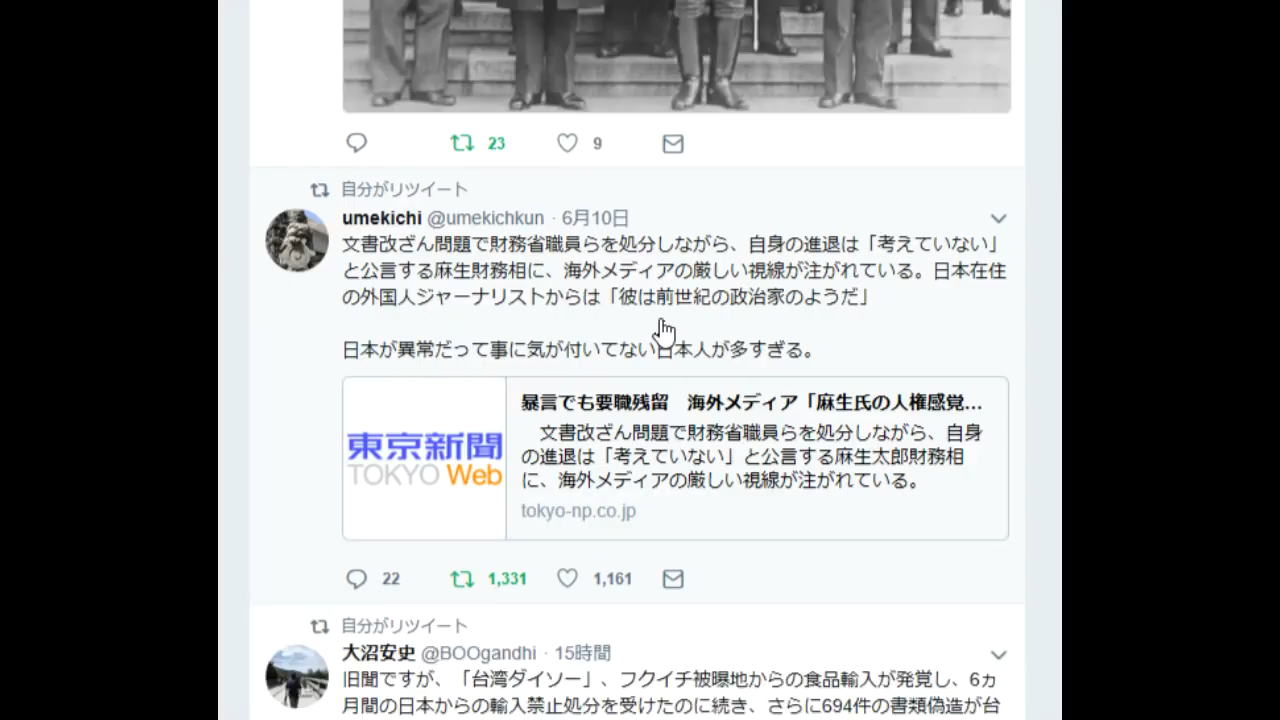 23 9
自分がリツイート
umekichi @umekichkun · 6月10日
文書改ざん問題で財務省職員らを処分しながら、自身の進退は「考えていない」
と公言する麻生財務相に、海外メディアの厳しい視線が注がれている。日本在住
の外国人ジャーナリストからは「彼は前世紀の政治家のようだ」
日本が異常だって事に気が付いてない日本人が多すぎる。
東京新聞
TOKYO Web
暴言でも要職残留　海外メディア「麻生氏の人権感覚...
文書改ざん問題で財務省職員らを処分しながら、自身
の進退は「考えていない」と公言する麻生太郎財務相
に、海外メディアの厳しい視線が注がれている。
tokyo-np.co.jp
22 1,331 1,161
自分がリツイート
大沼安史 @BOOgandhi · 15時間
旧聞ですが、「台湾ダイソー」、フクイチ被曝地からの食品輸入が発覚し、6ヵ
月間の日本からの輸入禁止処分を受けたのに続き、さらに694件の書類偽造が台